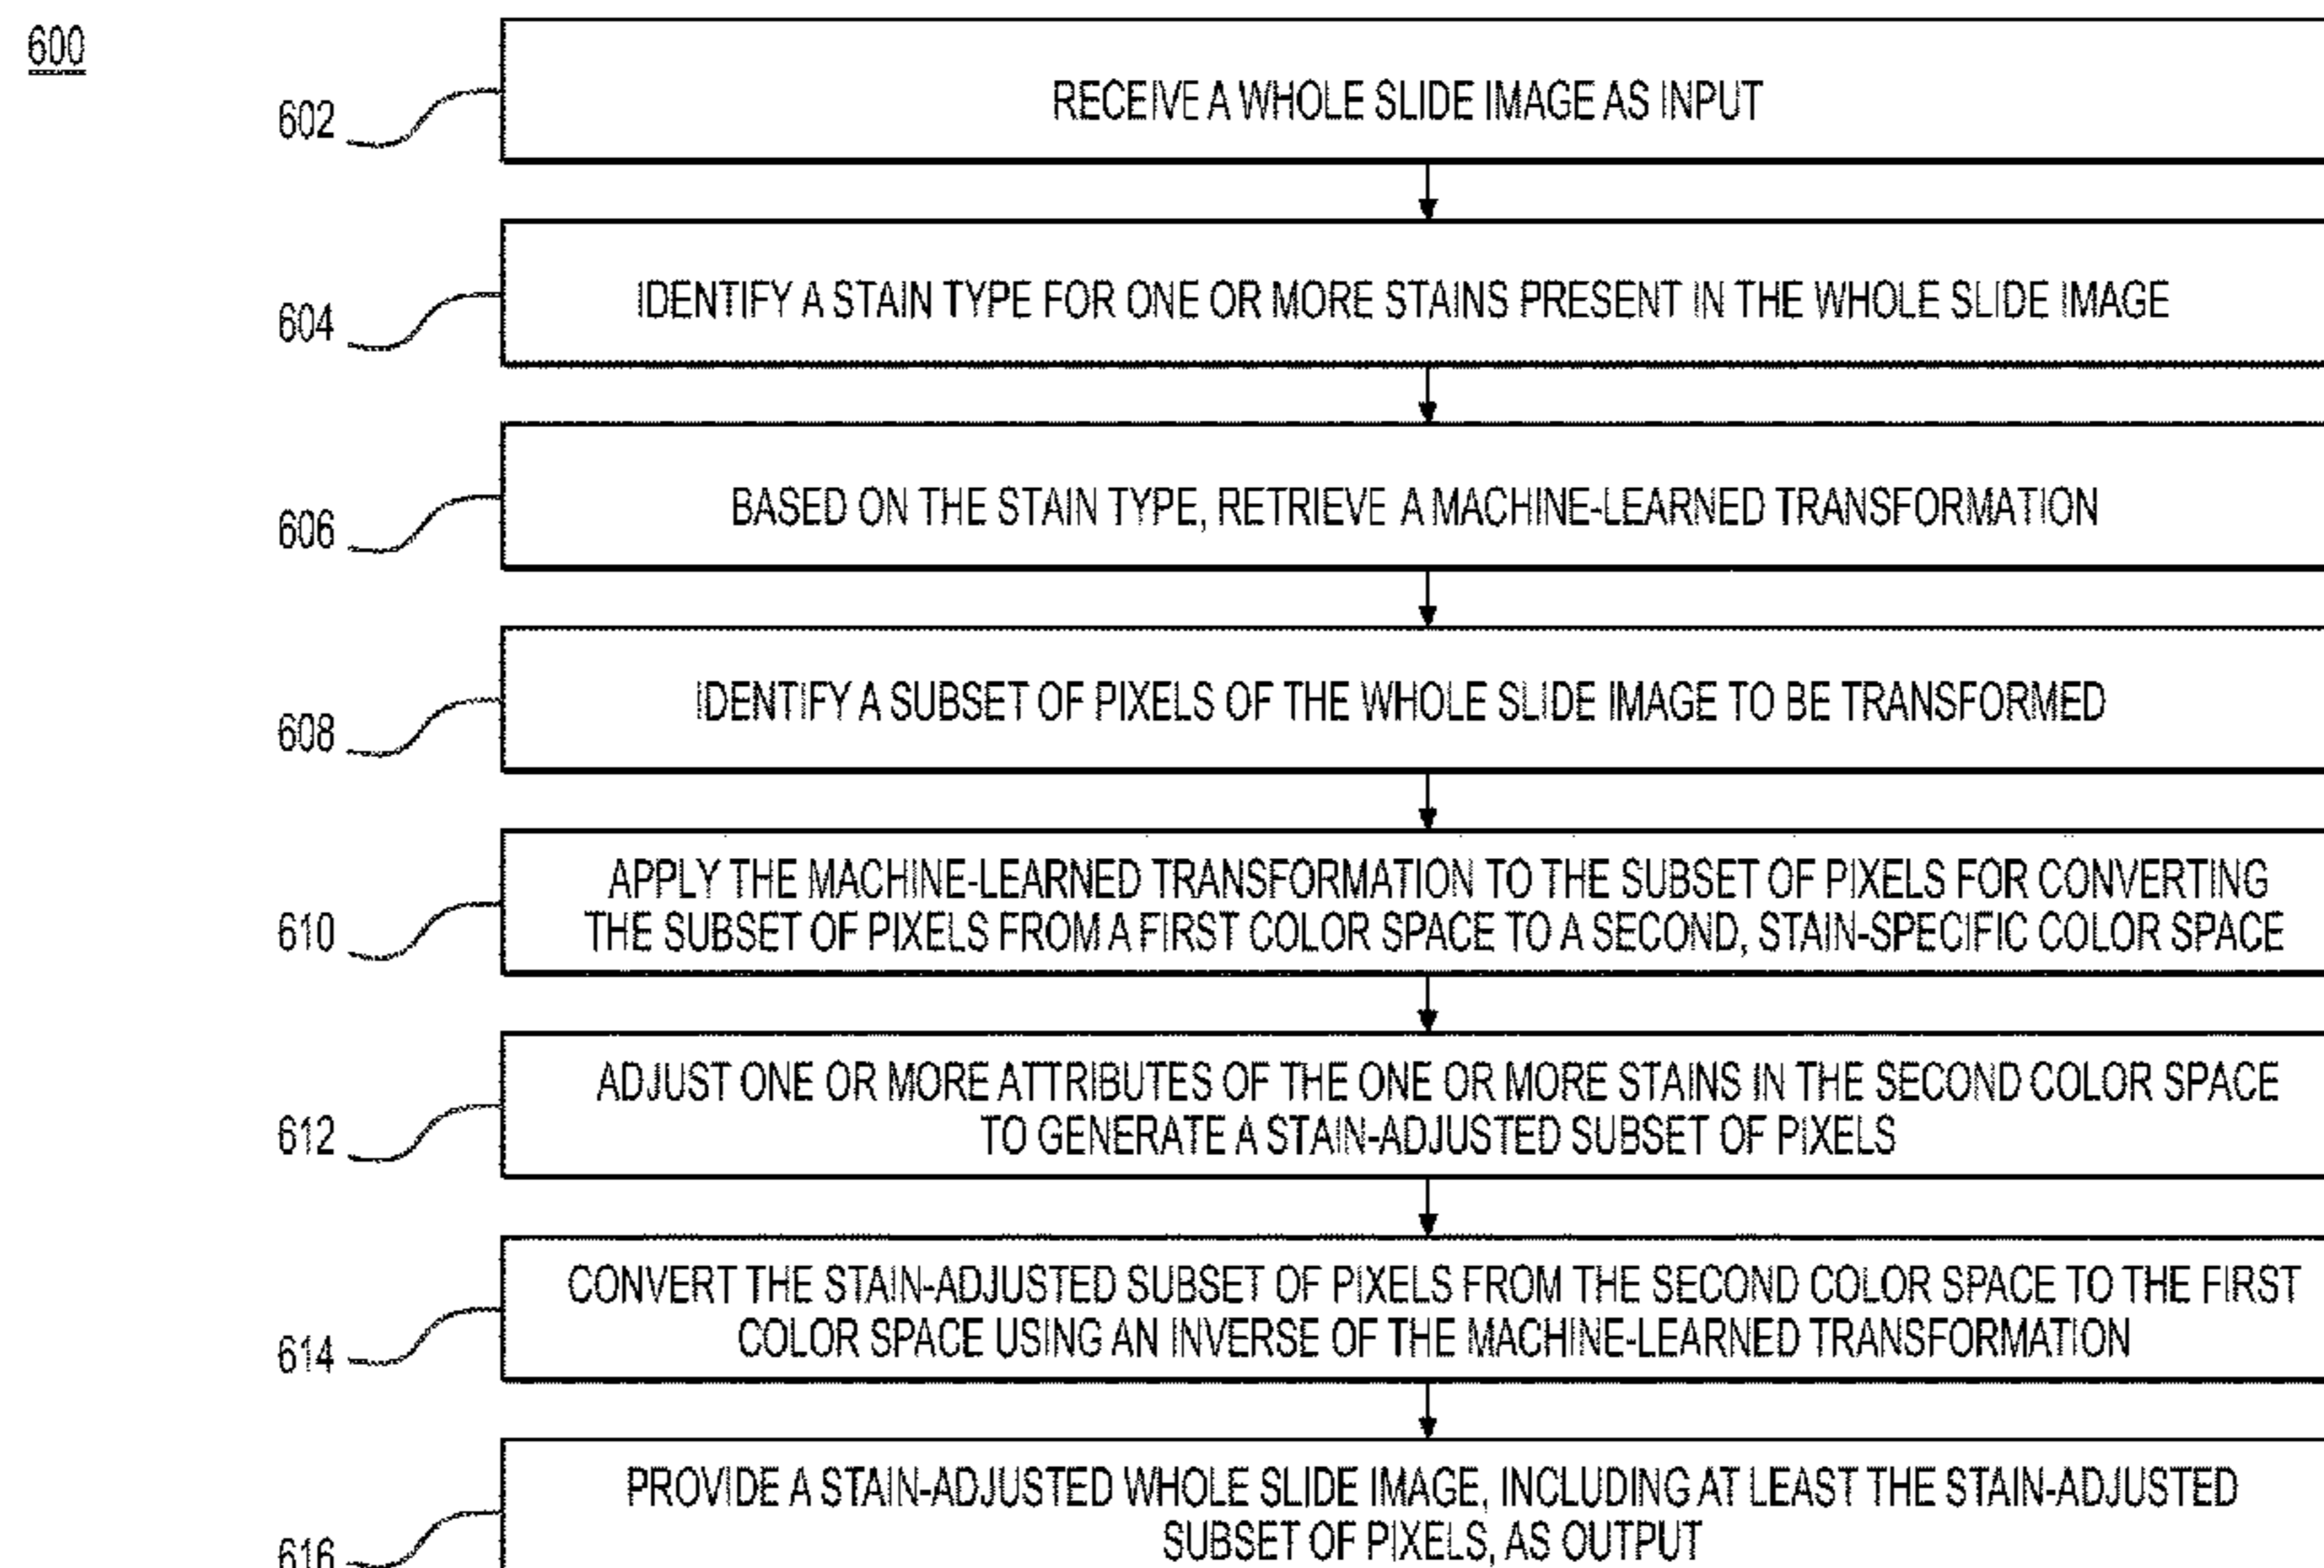 600
602
RECEIVE A WHOLE SLIDE IMAGE AS INPUT
604
IDENTIFY A STAIN TYPE FOR ONE OR MORE STAINS PRESENT IN THE WHOLE SLIDE IMAGE
606
BASED ON THE STAIN TYPE, RETRIEVE A MACHINE-LEARNED TRANSFORMATION
608
IDENTIFY A SUBSET OF PIXELS OF THE WHOLE SLIDE IMAGE TO BE TRANSFORMED
610
APPLY THE MACHINE-LEARNED TRANSFORMATION TO THE SUBSET OF PIXELS FOR CONVERTING
THE SUBSET OF PIXELS FROM A FIRST COLOR SPACE TO A SECOND, STAIN-SPECIFIC COLOR SPACE
612
ADJUST ONE OR MORE ATTRIBUTES OF THE ONE OR MORE STAINS IN THE SECOND COLOR SPACE
TO GENERATE A STAIN-ADJUSTED SUBSET OF PIXELS
614
CONVERT THE STAIN-ADJUSTED SUBSET OF PIXELS FROM THE SECOND COLOR SPACE TO THE FIRST
COLOR SPACE USING AN INVERSE OF THE MACHINE-LEARNED TRANSFORMATION
616
PROVIDE A STAIN-ADJUSTED WHOLE SLIDE IMAGE, INCLUDING AT LEAST THE STAIN-ADJUSTED
SUBSET OF PIXELS, AS OUTPUT